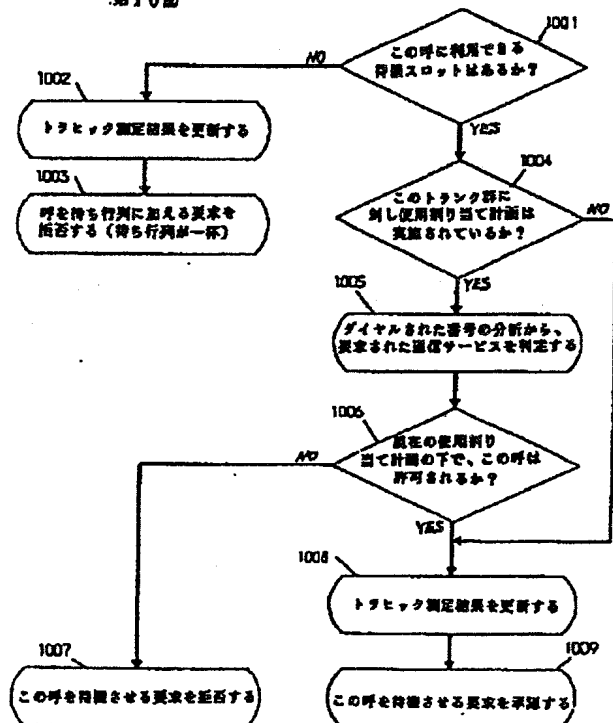 第10図
1001
この呼に利用できる
待機スロットはあるか?
NO
YES
1002
トラヒック測定結果を更新する
1003
呼を待ち行列に加える要求を
拒否する (待ち行列が一杯)
1004
このトランク群に
対し使用割り当て計画は
実施されているか?
NO
YES
1005
ダイヤルされた番号の分析から、
要求された通信サービスを判定する
1006
現在の使用割り
当て計画の下で、この呼は
許可されるか?
NO
YES
1008
トラヒック測定結果を更新する
1007
この呼を待機させる要求を拒否する
1009
この呼を待機させる要求を承認する